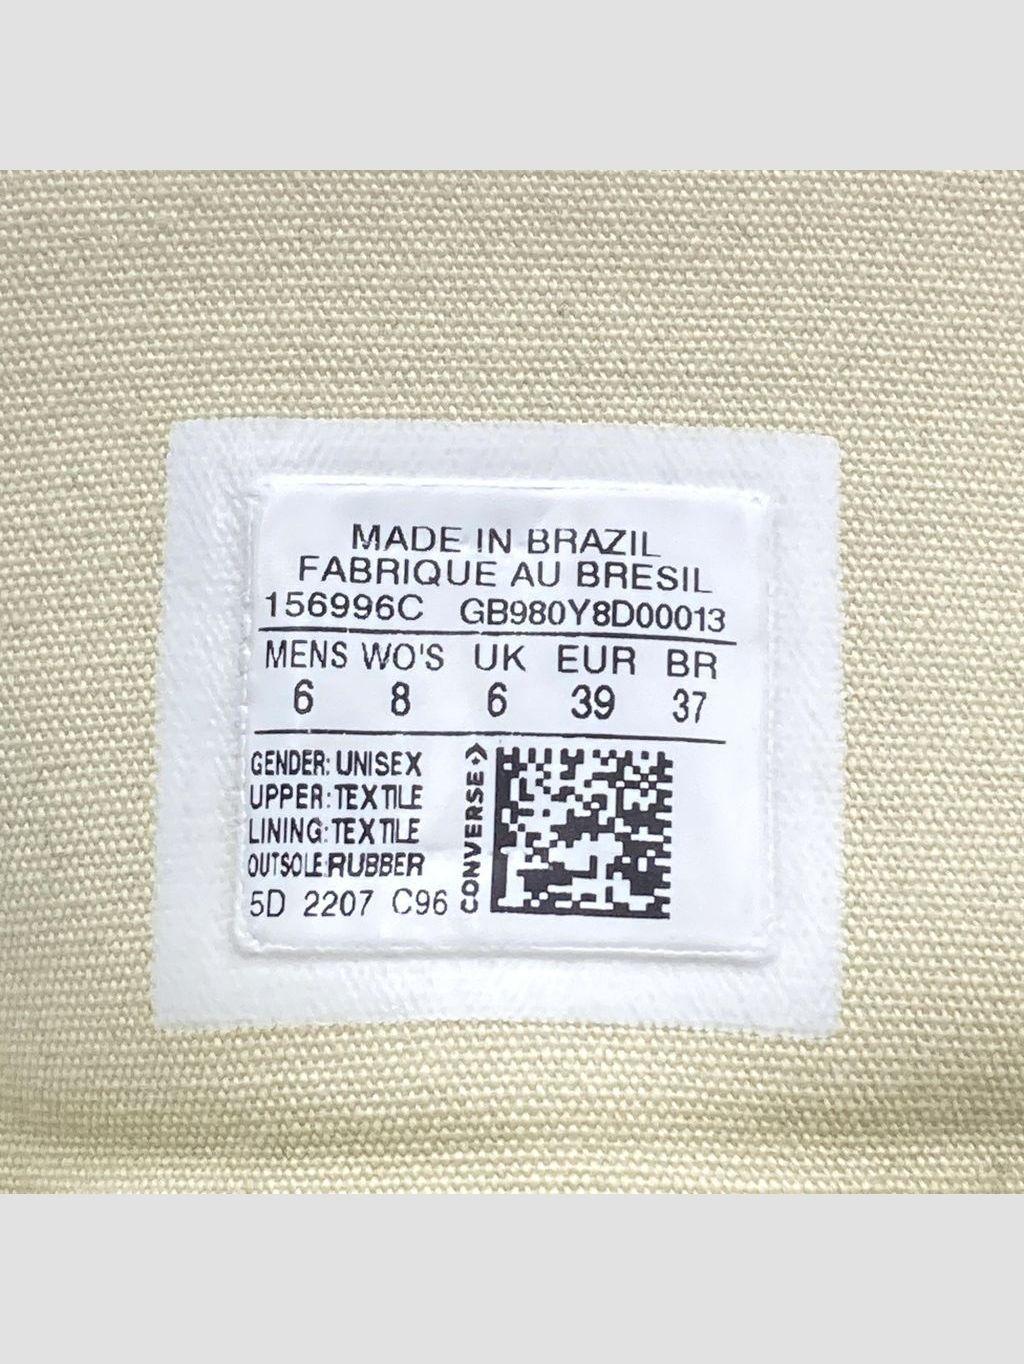 MADE IN BRAZIL
FABRIQUE AU BRESIL
156996C GB980Y8D00013
MENS WO'S UK EUR BR
6 8 6 39 37
GENDER: UNISEX
UPPER: TEXTILE
LINING: TEXTILE
OUTSOLE: RUBBER
5D 2207 C96
CONVERSE